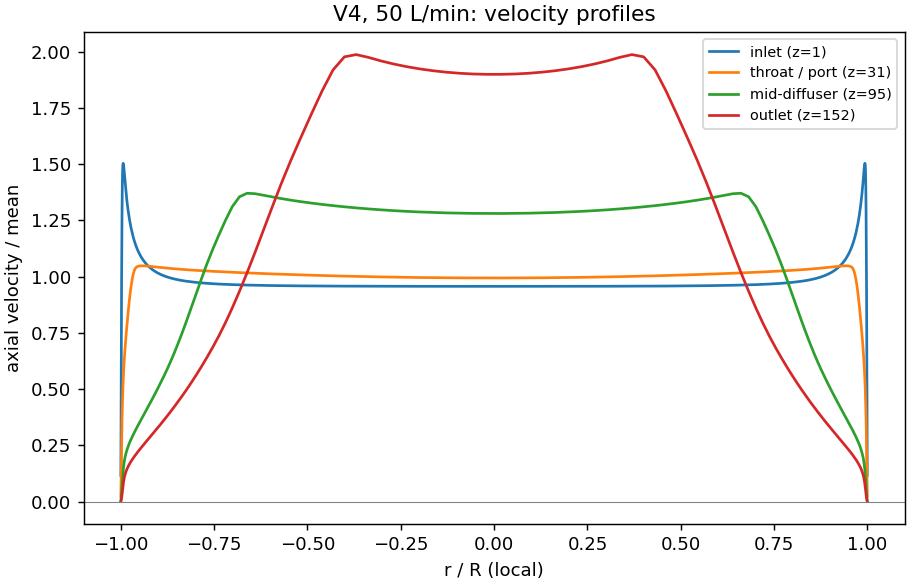 V4, 50 L/min: velocity profiles
inlet (z=1)
throat / port (z=31)
mid-diffuser (z=95)
outlet (z=152)
axial velocity / mean
2.00
1.75
1.50
1.25
1.00
0.75
0.50
0.25
0.00
−1.00 −0.75 −0.50 −0.25 0.00 0.25 0.50 0.75 1.00
r / R (local)